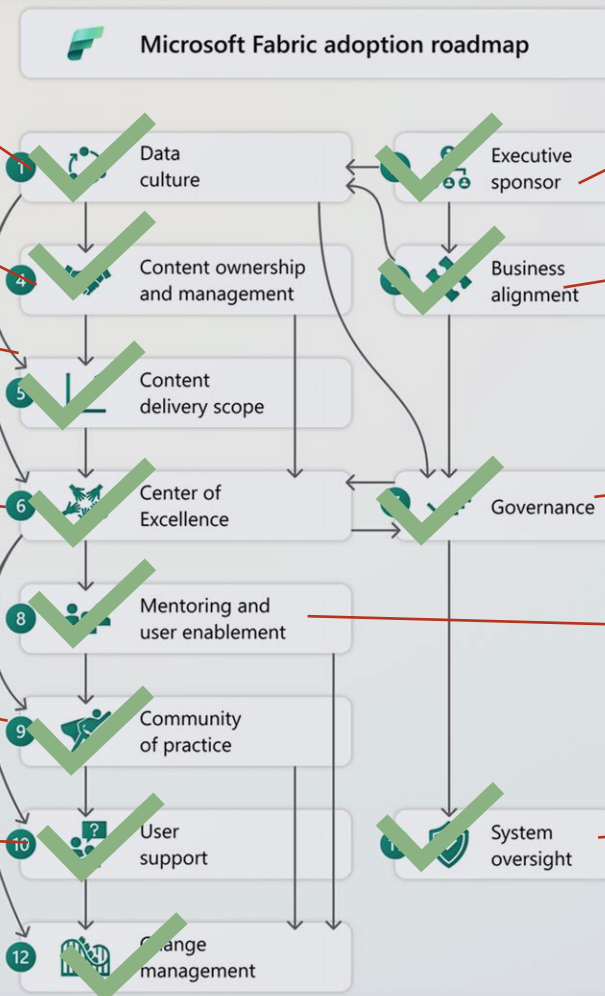 Microsoft Fabric adoption roadmap
1
Data
culture
Executive
sponsor
4
Content ownership
and management
Business
alignment
5
Content
delivery scope
6
Center of
Excellence
Governance
8
Mentoring and
user enablement
9
Community
of practice
10
User
support
?
System
oversight
12
management